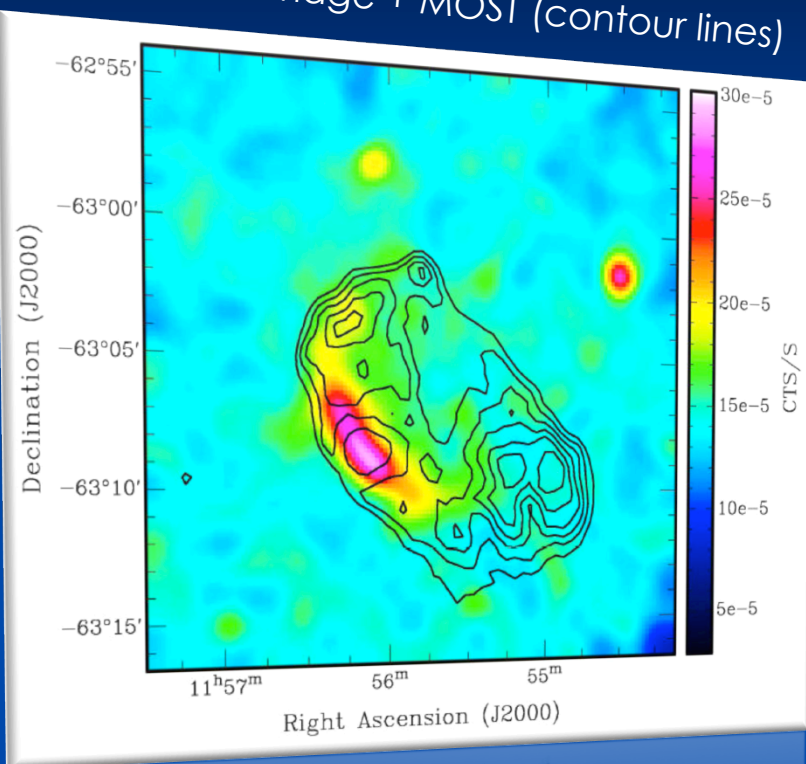 MOST (contour lines)
-62°55'
-63°00'
-63°05'
-63°10'
-63°15'
Declination (J2000)
11ʰ57ᵐ
56ᵐ
55ᵐ
Right Ascension (J2000)
30e-5
25e-5
20e-5
15e-5
10e-5
5e-5
CTS/S